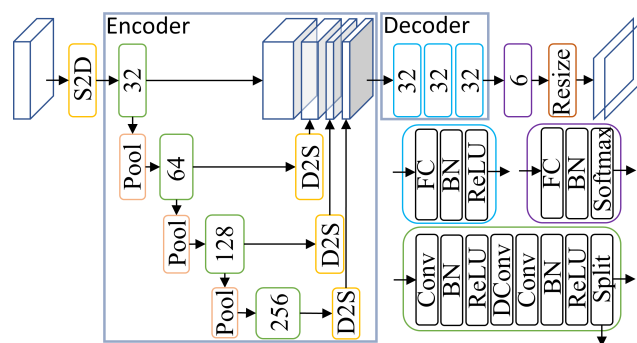 Encoder
Decoder
S2D
32
32
32
32
6
Resize
Pool
64
D2S
Pool
128
D2S
Pool
256
D2S
FC
BN
ReLU
FC
BN
Softmax
Conv
BN
ReLU
DConv
Conv
BN
ReLU
Split